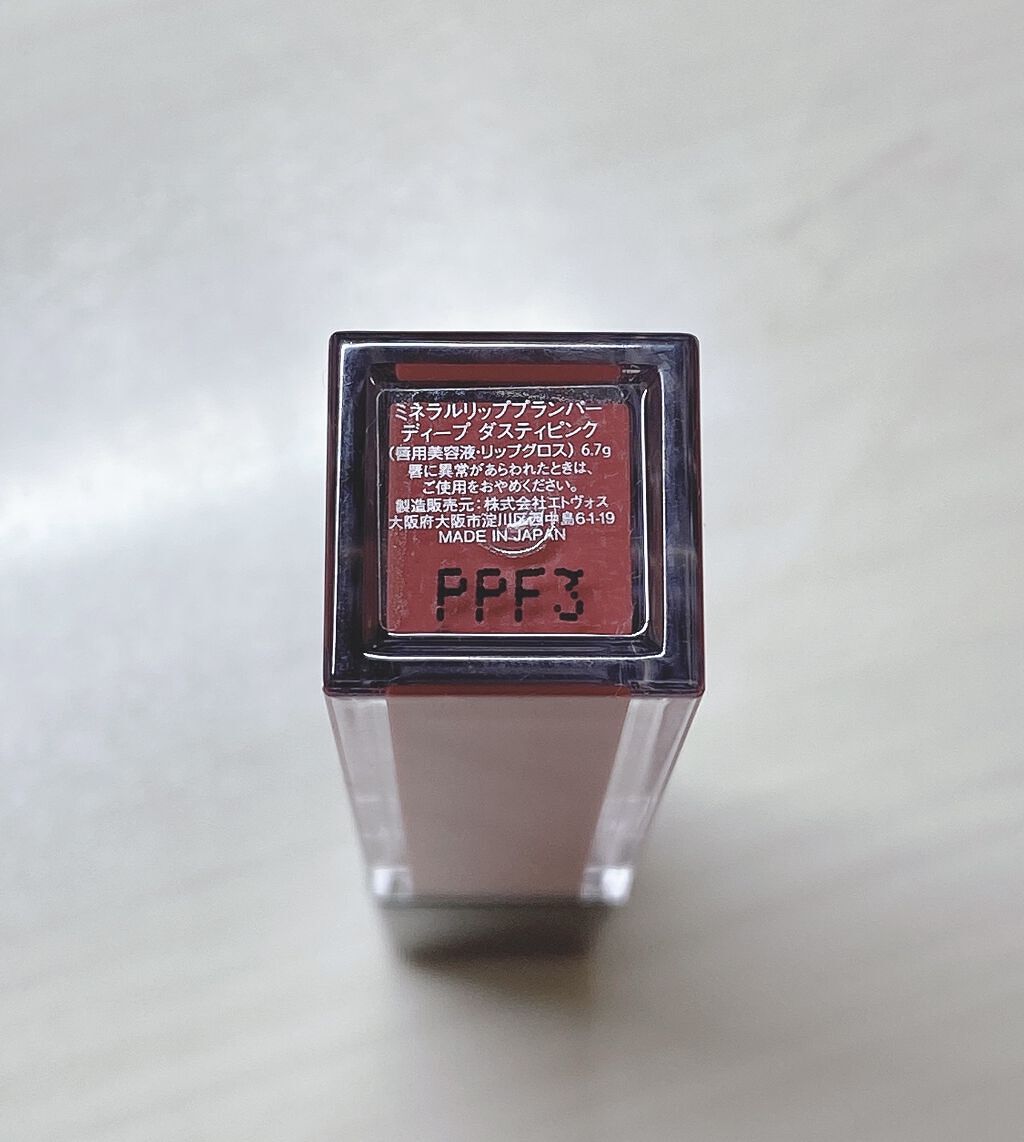 ミネラルリッププランパー
ディープ ダスティピンク
(唇用美容液・リップグロス) 6.7g
唇に異常があらわれたときは、
ご使用をおやめください。
製造販売元:株式会社エトヴォス
大阪府大阪市淀川区西中島6-1-19
MADE IN JAPAN
PPF3